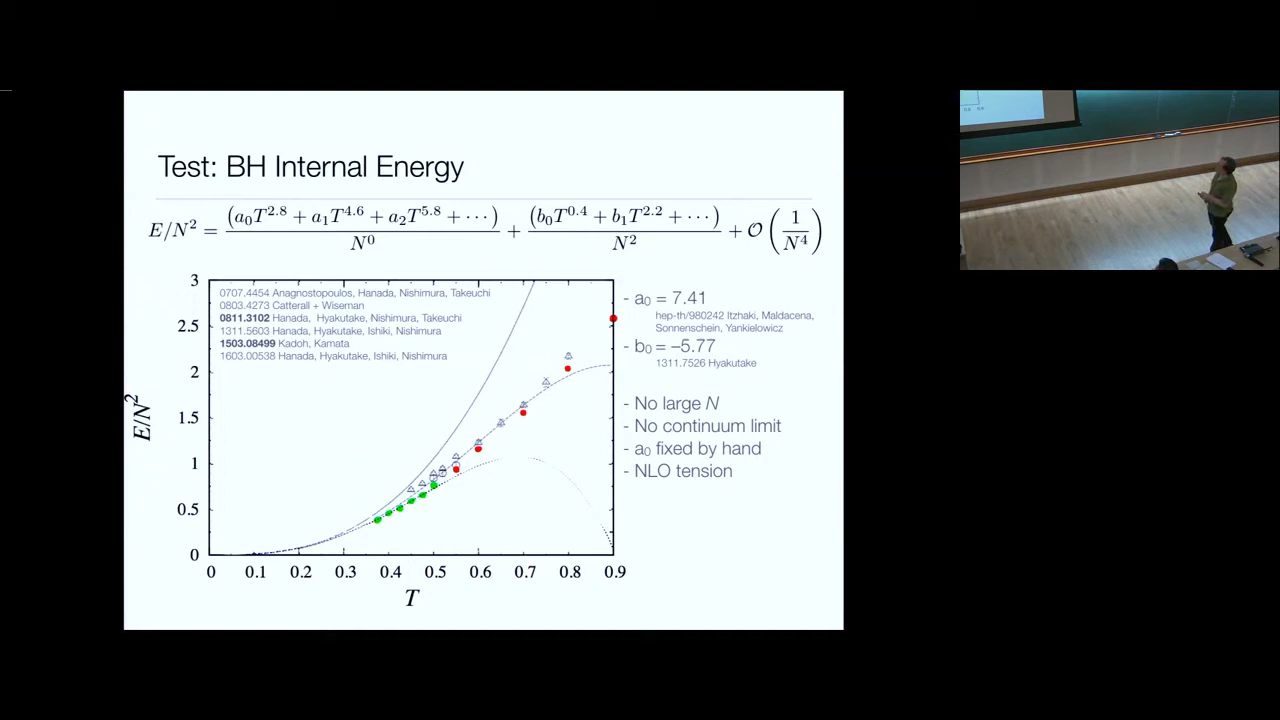 Test: BH Internal Energy
E/N² = (a₀T^2.8 + a₁T^4.6 + a₂T^5.8 + ⋯)/N⁰ + (b₀T^0.4 + b₁T^2.2 + ⋯)/N² + 𝒪(1/N⁴)
3
2.5
2
1.5
1
0.5
0
E/N²
0707.4454 Anagnostopoulos, Hanada, Nishimura, Takeuchi
0803.4273 Catterall + Wiseman
0811.3102 Hanada, Hyakutake, Nishimura, Takeuchi
1311.5603 Hanada, Hyakutake, Ishiki, Nishimura
1503.08499 Kadoh, Kamata
1603.00538 Hanada, Hyakutake, Ishiki, Nishimura
0 0.1 0.2 0.3 0.4 0.5 0.6 0.7 0.8 0.9
T
- a₀ = 7.41
hep-th/980242 Itzhaki, Maldacena,
Sonnenschein, Yankielowicz
- b₀ = –5.77
1311.7526 Hyakutake
- No large N
- No continuum limit
- a₀ fixed by hand
- NLO tension